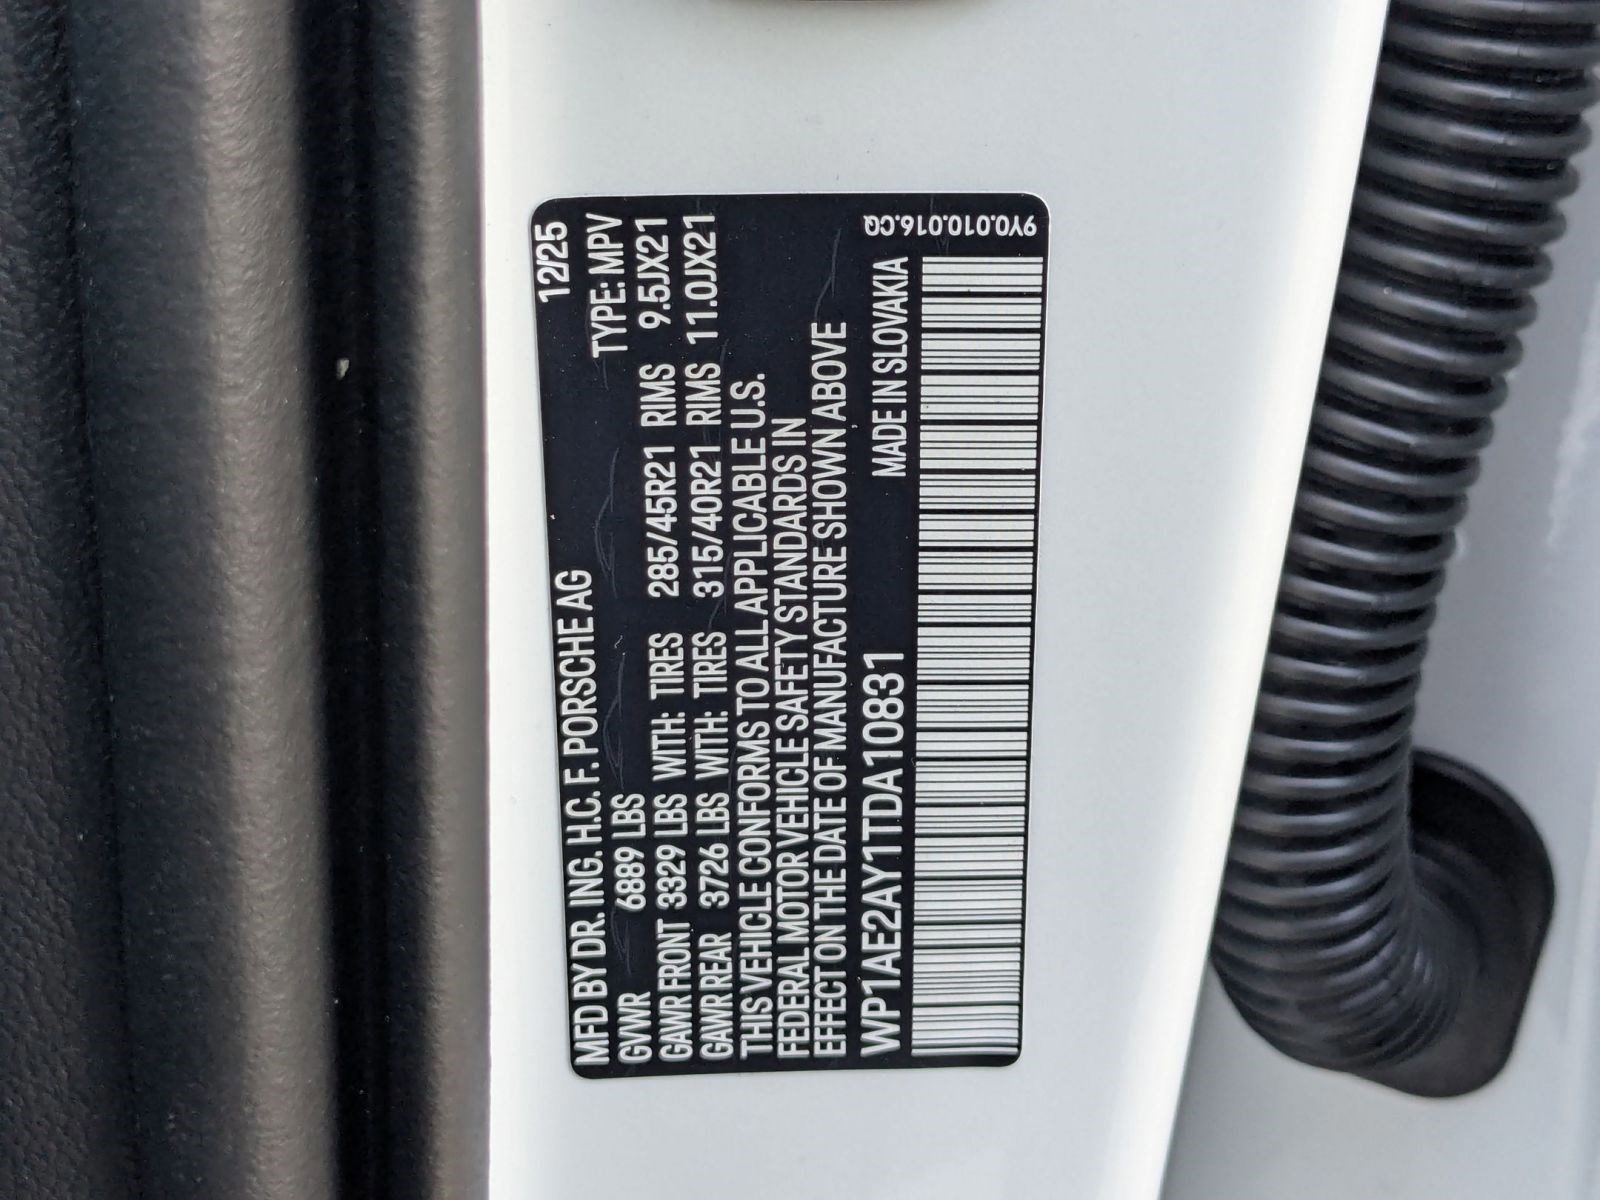 MFD BY DR. ING. H.C. F. PORSCHE AG 12/25
GVWR 6889 LBS TYPE: MPV
GAWR FRONT 3329 LBS WITH: TIRES 285/45R21 RIMS 9.5JX21
GAWR REAR 3726 LBS WITH: TIRES 315/40R21 RIMS 11.0JX21
THIS VEHICLE CONFORMS TO ALL APPLICABLE U.S.
FEDERAL MOTOR VEHICLE SAFETY STANDARDS IN
EFFECT ON THE DATE OF MANUFACTURE SHOWN ABOVE
WP1AE2AY1TDA10831 MADE IN SLOVAKIA
9Y0.010.016.CQ